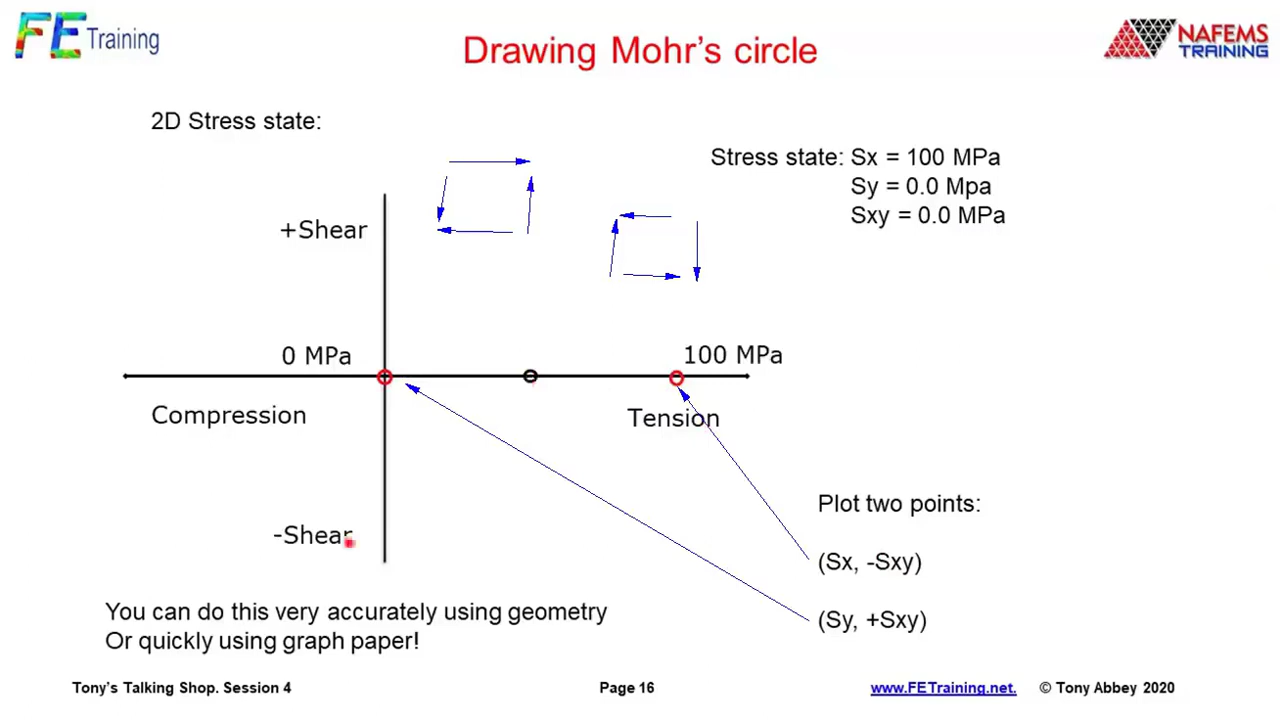 FE Training
Drawing Mohr's circle
NAFEMS
TRAINING
2D Stress state:
Stress state: Sx = 100 MPa
Sy = 0.0 Mpa
Sxy = 0.0 MPa
+Shear
0 MPa
100 MPa
Compression
Tension
-Shear
Plot two points:
(Sx, -Sxy)
(Sy, +Sxy)
You can do this very accurately using geometry
Or quickly using graph paper!
Tony's Talking Shop. Session 4
Page 16
www.FETraining.net. © Tony Abbey 2020